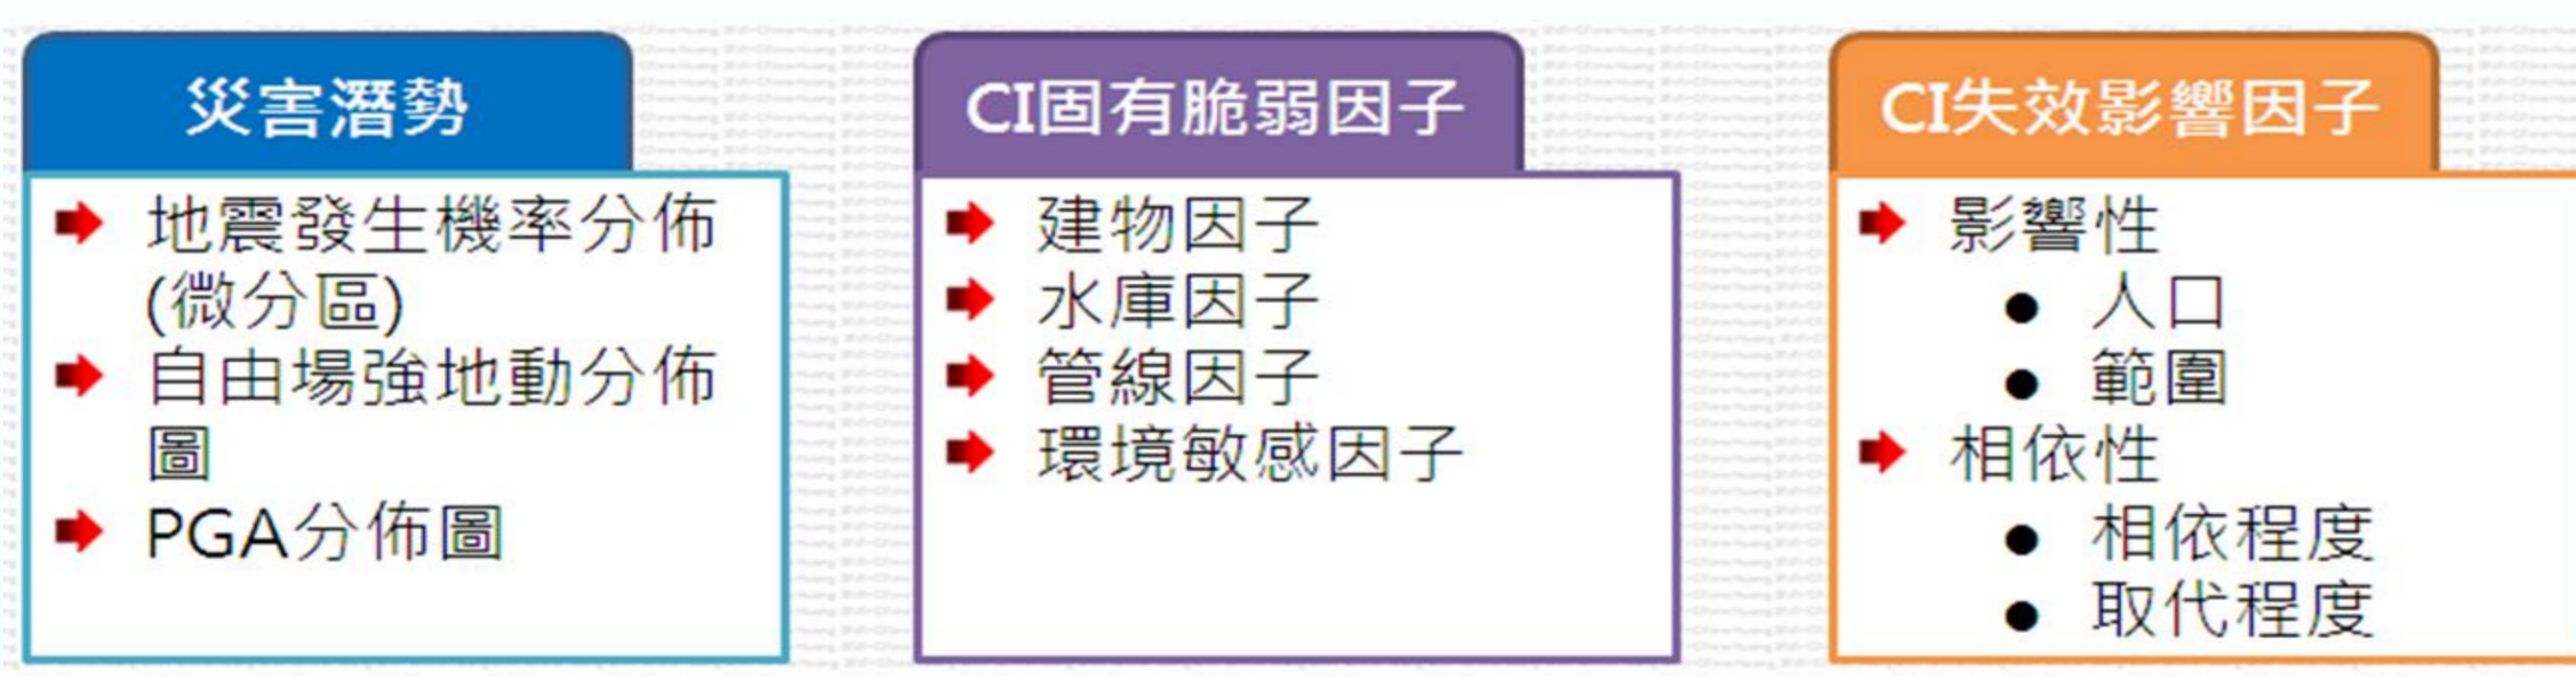 災害潛勢
地震發生機率分佈
(微分區)
自由場強地動分佈
圖
PGA分佈圖
CI固有脆弱因子
建物因子
水庫因子
管線因子
環境敏感因子
CI失效影響因子
影響性
人口
範圍
相依性
相依程度
取代程度